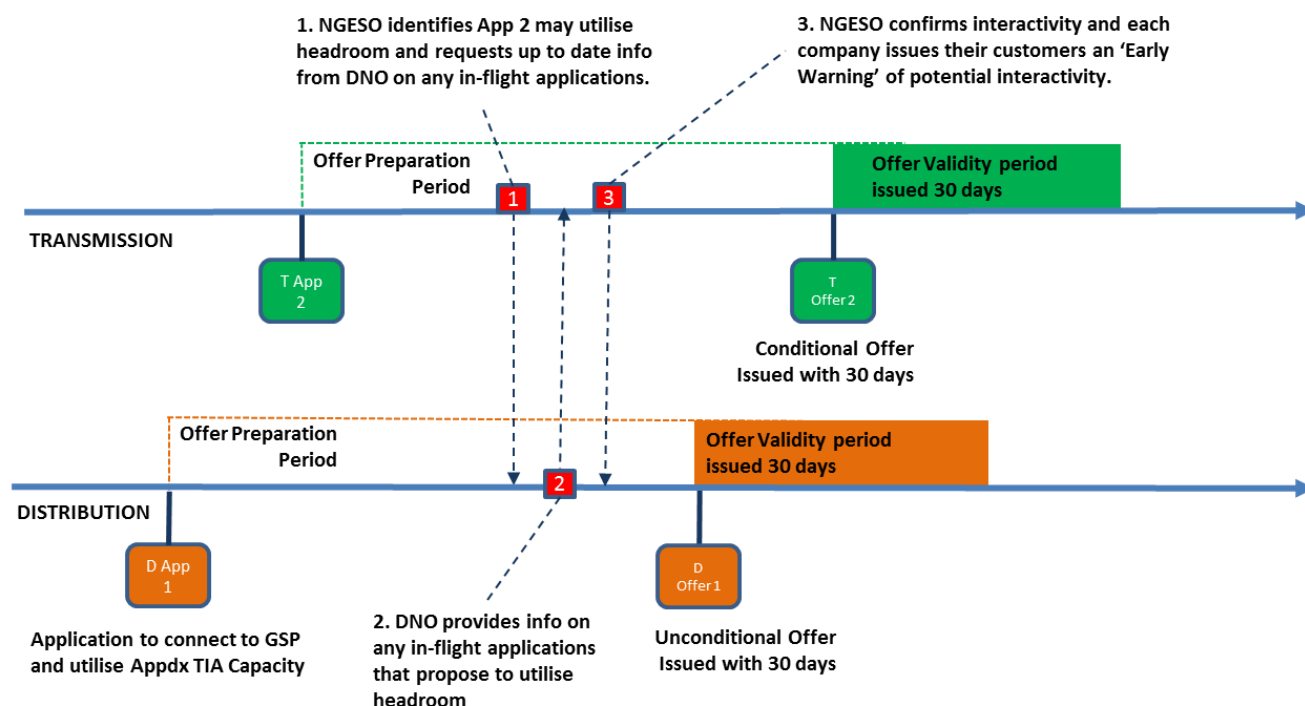 1. NGESO identifies App 2 may utilise
headroom and requests up to date info
from DNO on any in-flight applications.
3. NGESO confirms interactivity and each
company issues their customers an ‘Early
Warning’ of potential interactivity.
Offer Preparation
Period
1
3
Offer Validity period
issued 30 days
TRANSMISSION
T App
2
T
Offer 2
Conditional Offer
Issued with 30 days
Offer Preparation
Period
Offer Validity period
issued 30 days
2
DISTRIBUTION
D App
1
D
Offer 1
Application to connect to GSP
and utilise Appdx TIA Capacity
2. DNO provides info on
any in-flight applications
that propose to utilise
headroom
Unconditional Offer
Issued with 30 days